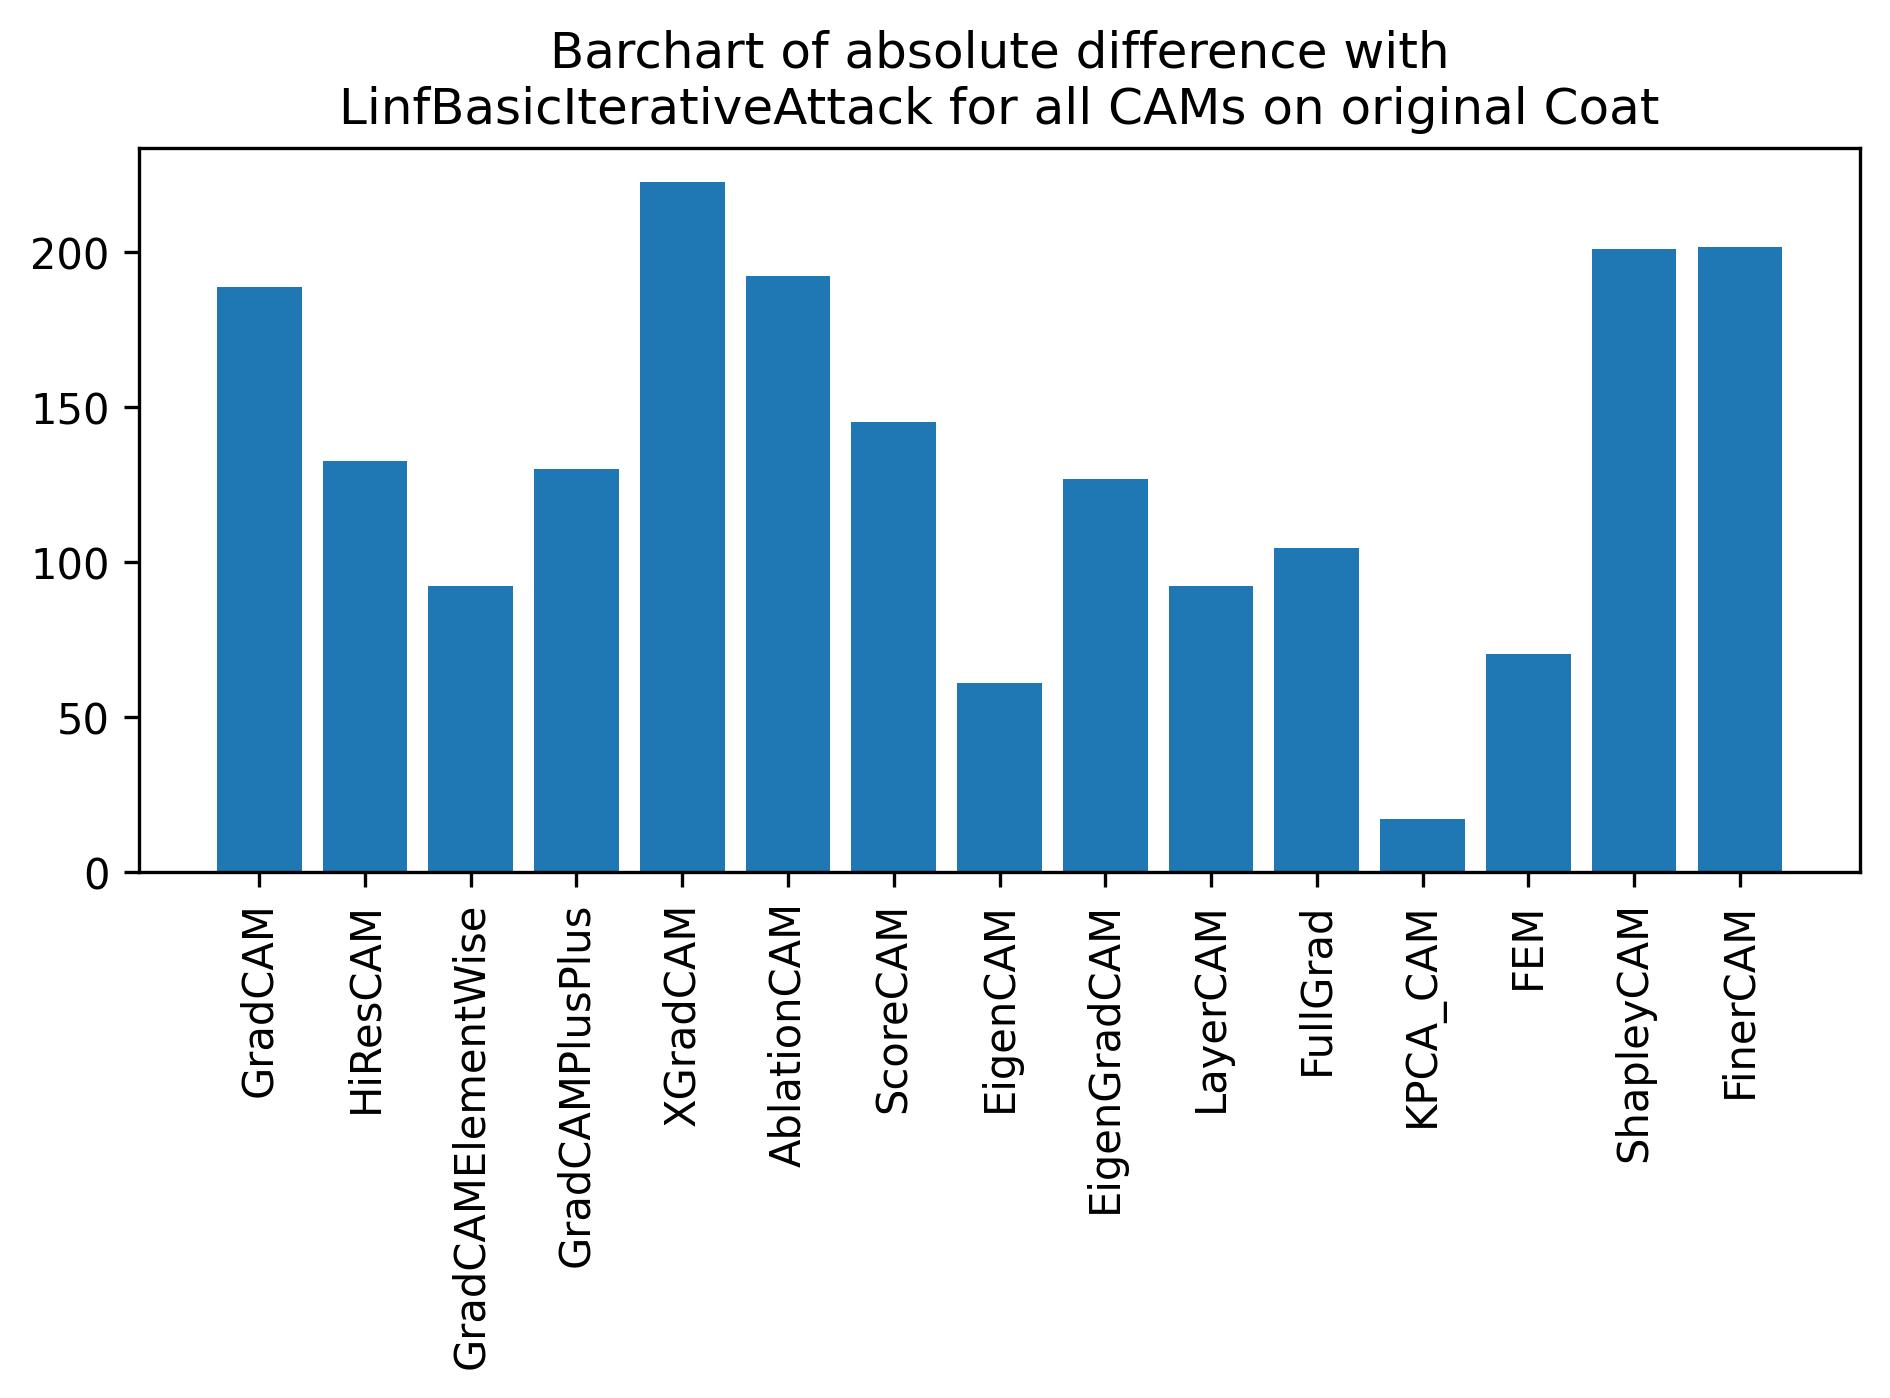 Barchart of absolute difference with
LinfBasicIterativeAttack for all CAMs on original Coat
200
150
100
50
0
GradCAM
HiResCAM
GradCAMElementWise
GradCAMPlusPlus
XGradCAM
AblationCAM
ScoreCAM
EigenCAM
EigenGradCAM
LayerCAM
FullGrad
KPCA_CAM
FEM
ShapleyCAM
FinerCAM